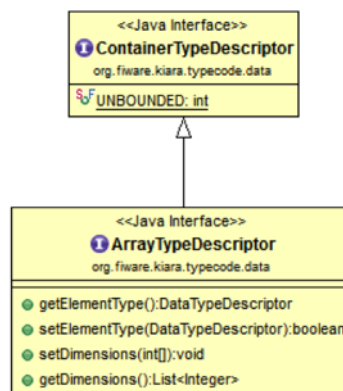 <<Java Interface>>
ContainerTypeDescriptor
org.fiware.kiara.typecode.data
UNBOUNDED: int
<<Java Interface>>
ArrayTypeDescriptor
org.fiware.kiara.typecode.data
getElementType():DataTypeDescriptor
setElementType(DataTypeDescriptor):boolean
setDimensions(int[]):void
getDimensions():List<Integer>